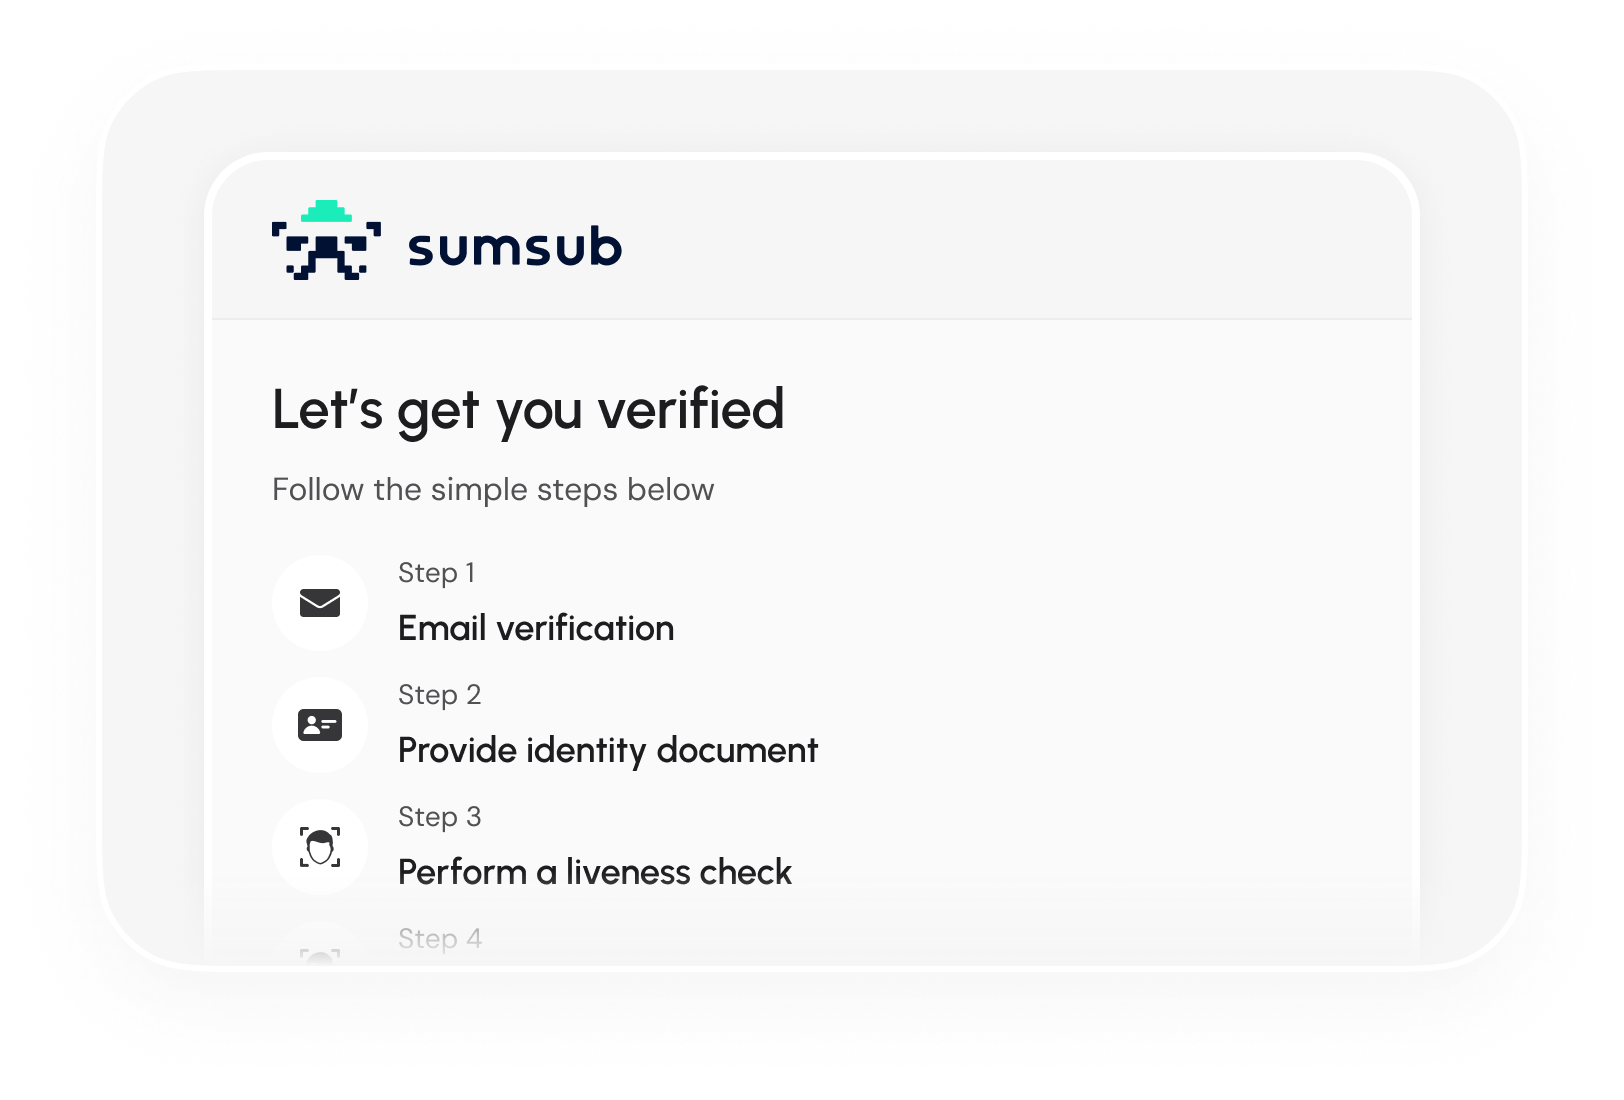 sumsub
Let's get you verified
Follow the simple steps below
Step 1
Email verification
Step 2
Provide identity document
Step 3
Perform a liveness check
Step 4